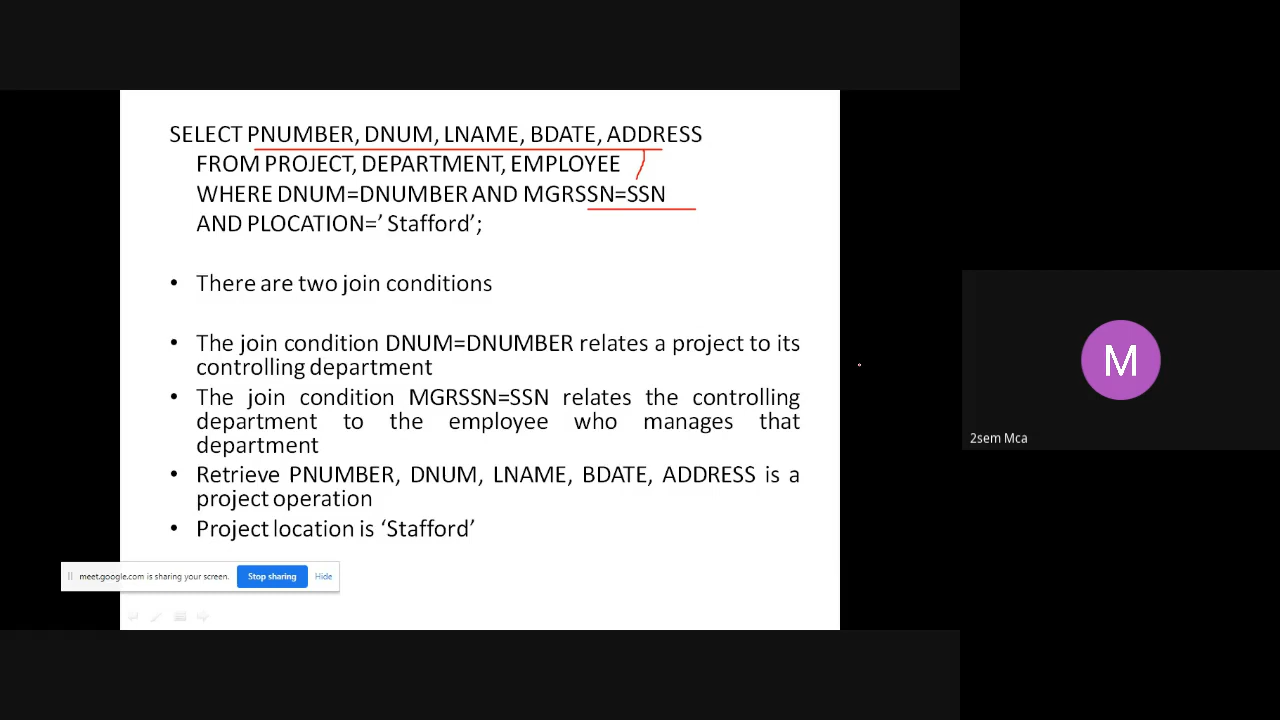 SELECT PNUMBER, DNUM, LNAME, BDATE, ADDRESS
FROM PROJECT, DEPARTMENT, EMPLOYEE
WHERE DNUM=DNUMBER AND MGRSSN=SSN
AND PLOCATION=’ Stafford’;
• There are two join conditions
• The join condition DNUM=DNUMBER relates a project to its
controlling department
• The join condition MGRSSN=SSN relates the controlling
department to the employee who manages that
department
• Retrieve PNUMBER, DNUM, LNAME, BDATE, ADDRESS is a
project operation
• Project location is ‘Stafford’
meet.google.com is sharing your screen. Stop sharing Hide
M
2sem Mca